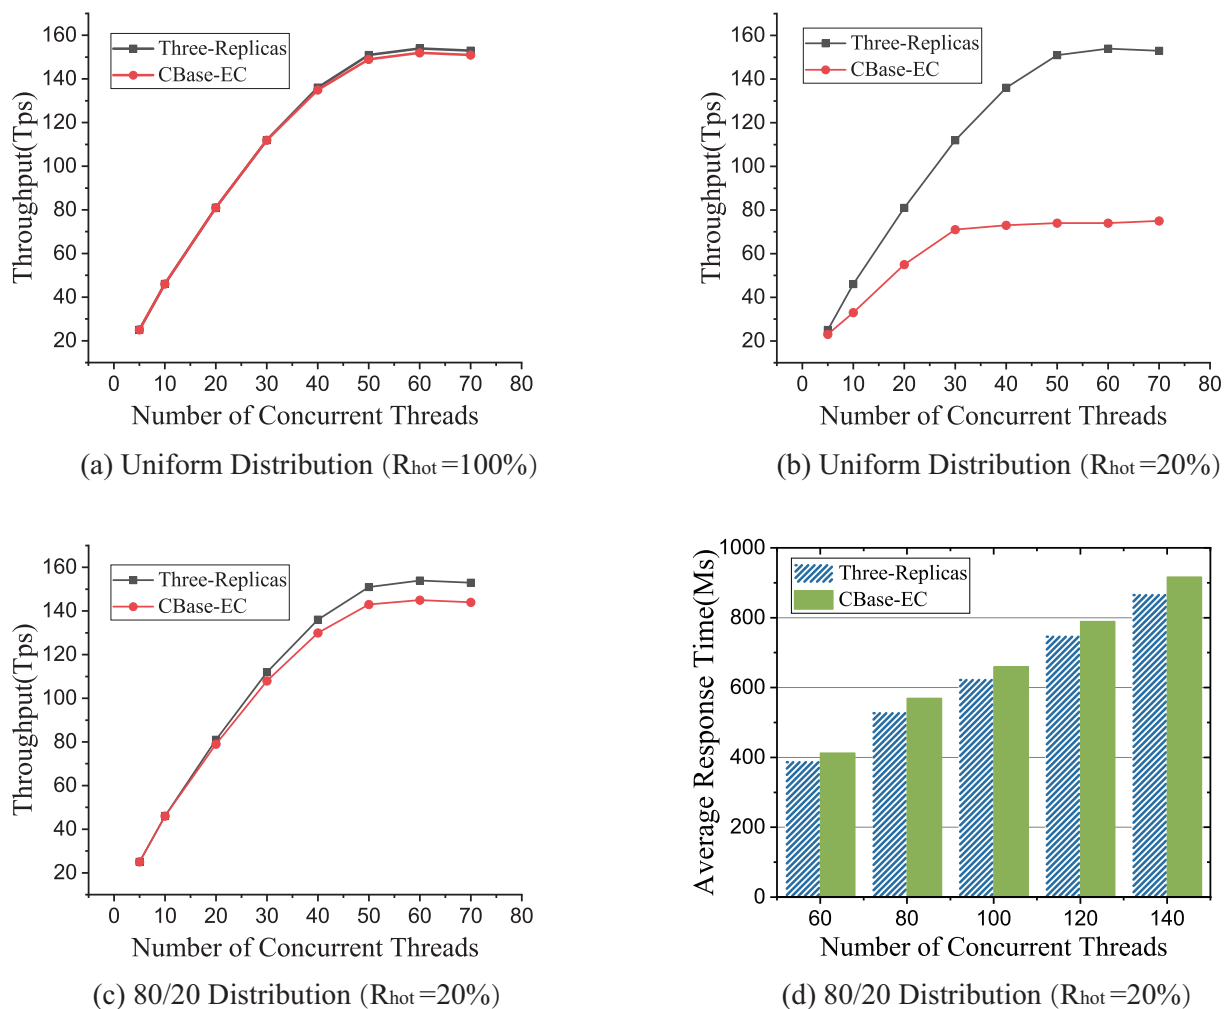 160
140
120
100
80
60
40
20
Throughput(Tps)
Three-Replicas
CBase-EC
0 10 20 30 40 50 60 70 80
Number of Concurrent Threads
(a) Uniform Distribution (Rhot=100%)
160
140
120
100
80
60
40
20
Throughput(Tps)
Three-Replicas
CBase-EC
0 10 20 30 40 50 60 70 80
Number of Concurrent Threads
(b) Uniform Distribution (Rhot=20%)
160
140
120
100
80
60
40
20
Throughput(Tps)
Three-Replicas
CBase-EC
0 10 20 30 40 50 60 70 80
Number of Concurrent Threads
(c) 80/20 Distribution (Rhot=20%)
1000
800
600
400
200
0
Average Response Time(Ms)
Three-Replicas
CBase-EC
60 80 100 120 140
Number of Concurrent Threads
(d) 80/20 Distribution (Rhot=20%)